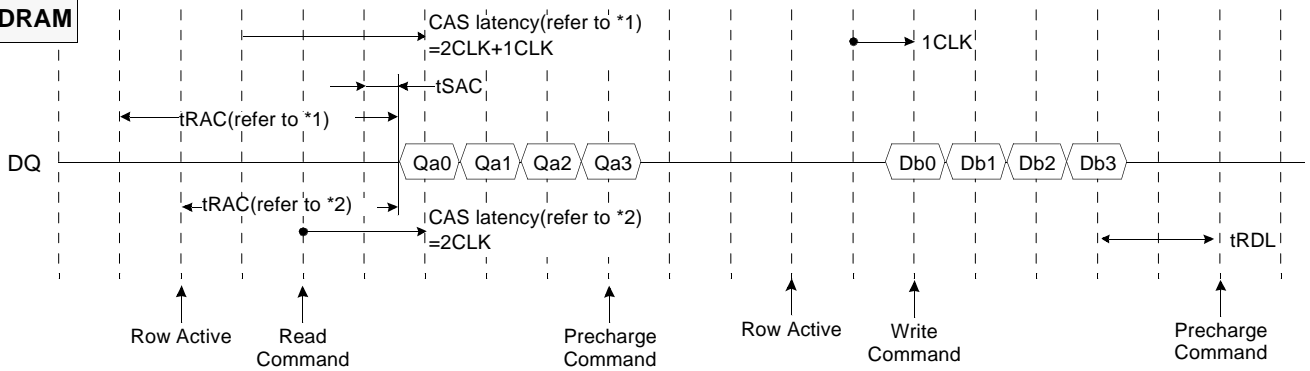 DRAM
CAS latency(refer to *1)
=2CLK+1CLK
1CLK
tSAC
tRAC(refer to *1)
DQ
Qa0 Qa1 Qa2 Qa3
Db0 Db1 Db2 Db3
tRAC(refer to *2)
CAS latency(refer to *2)
=2CLK
tRDL
Row Active
Read
Command
Precharge
Command
Row Active
Write
Command
Precharge
Command